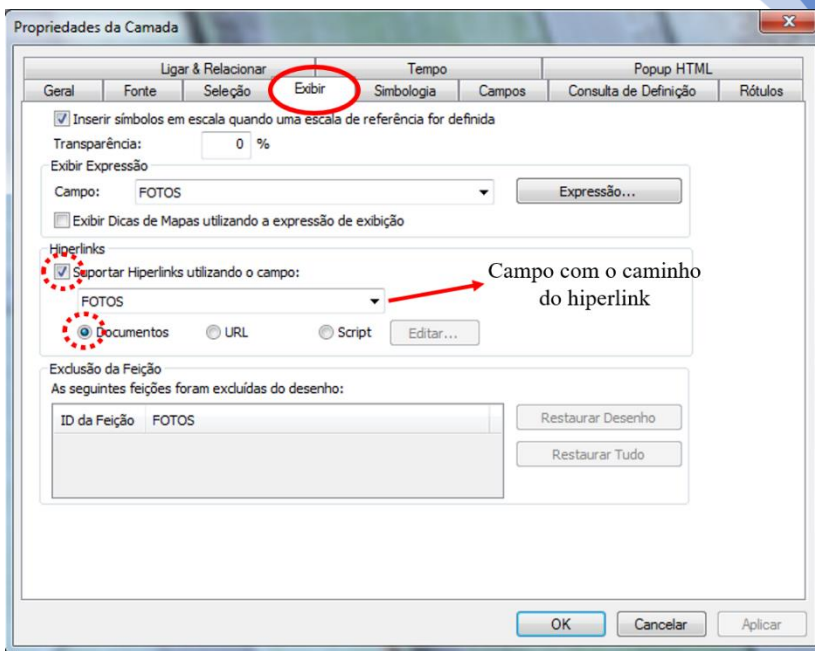 Propriedades da Camada
x
Ligar & Relacionar Tempo Popup HTML
Geral Fonte Seleção Exibir Simbologia Campos Consulta de Definição Rótulos
Inserir símbolos em escala quando uma escala de referência for definida
Transparência: 0 %
Exibir Expressão
Campo: FOTOS Expressão...
Exibir Dicas de Mapas utilizando a expressão de exibição
Hiperlinks
Suportar Hiperlinks utilizando o campo:
Campo com o caminho
do hiperlink
FOTOS
Documentos URL Script Editar...
Exclusão da Feição
As seguintes feições foram excluídas do desenho:
ID da Feição FOTOS
Restaurar Desenho
Restaurar Tudo
OK Cancelar Aplicar